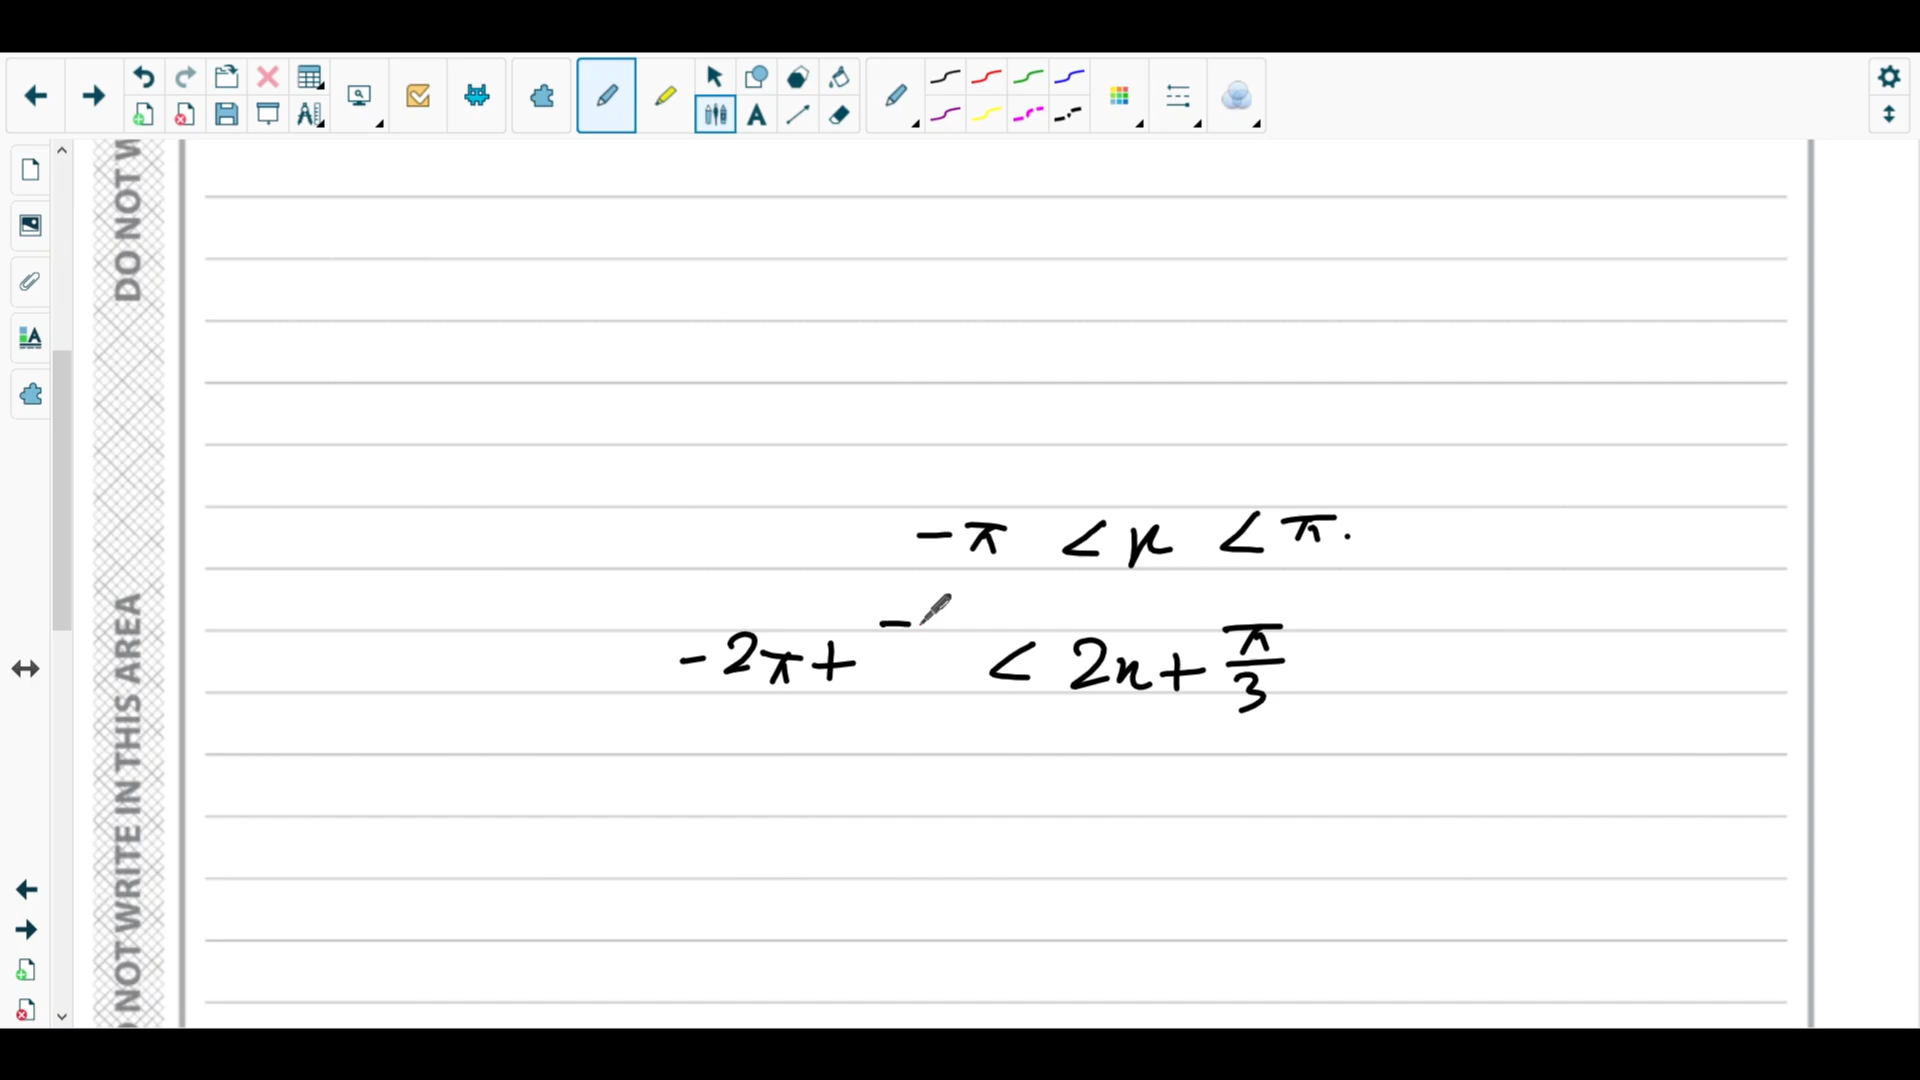 DO NOT W
NOT WRITE IN THIS AREA
-π < x < π.
-2π + - < 2x + π/3